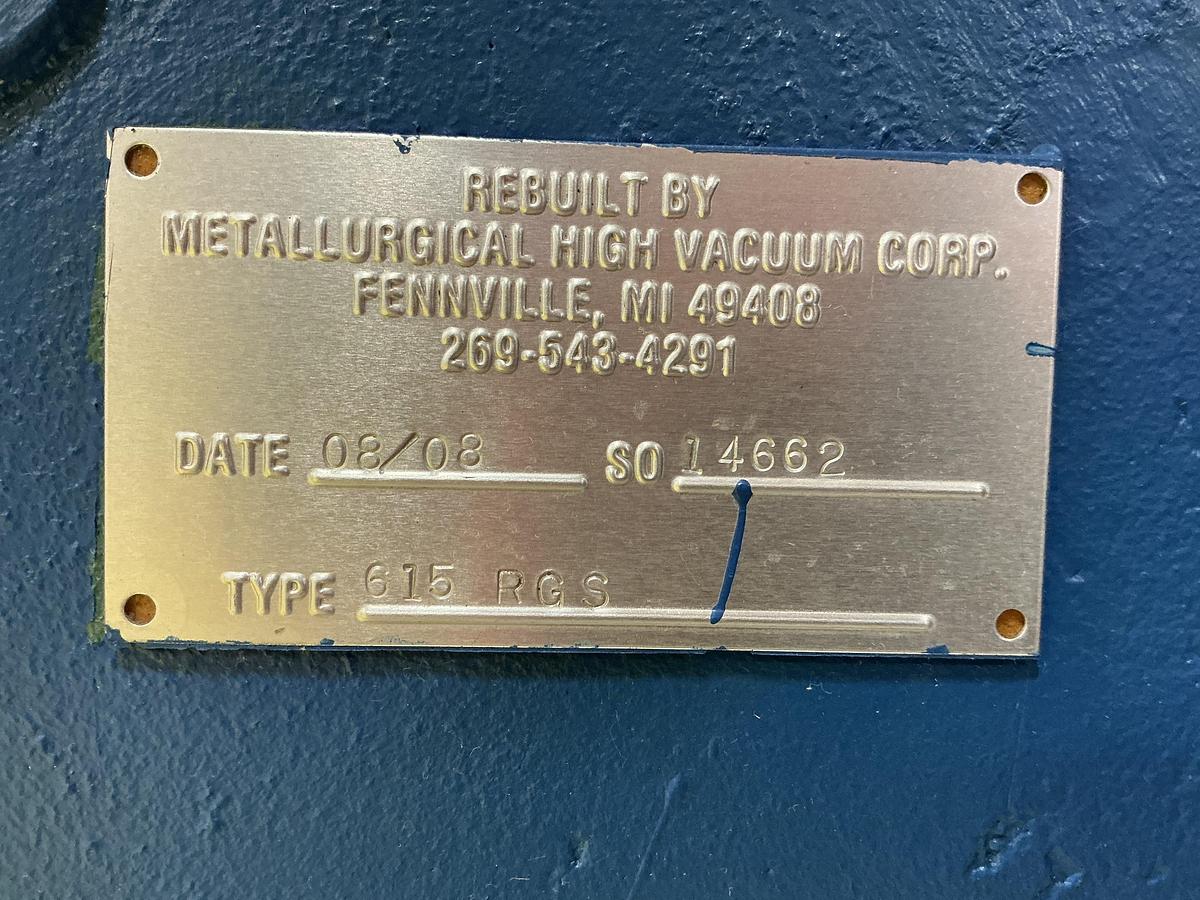 REBUILT BY
METALLURGICAL HIGH VACUUM CORP.
FENNVILLE, MI 49408
269-543-4291
DATE 08/08 SO 14662
TYPE 615 RGS